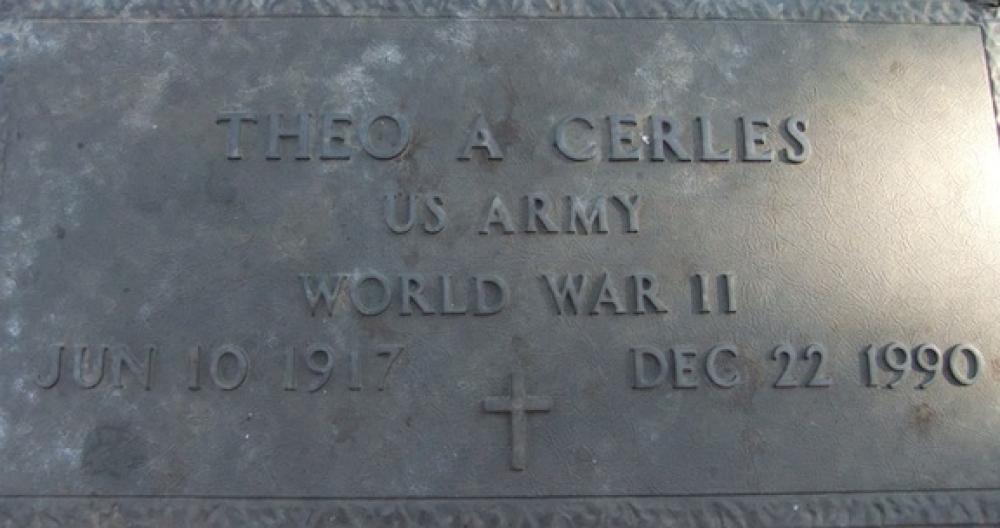 THEO A CERLES
US ARMY
WORLD WAR II
JUN 10 1917 DEC 22 1990